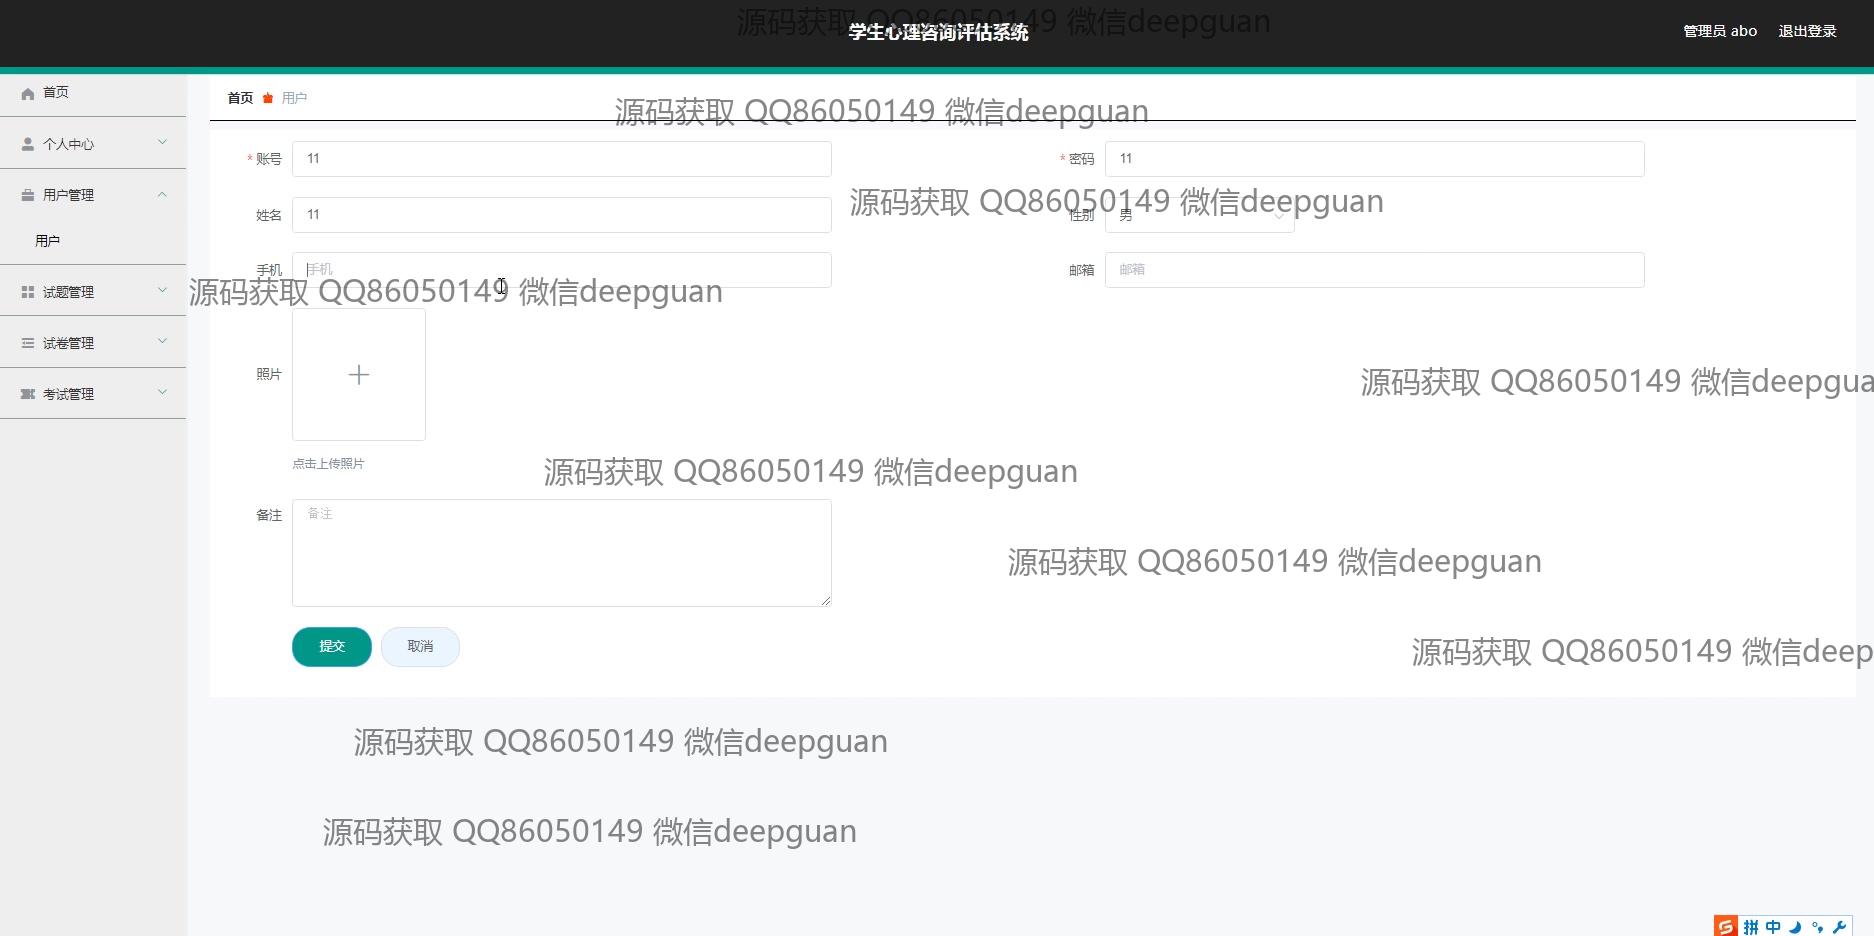 源码获取 QQ86050149 微信deepguan
学生心理咨询评估系统
管理员 abo 退出登录
首页
首页 用户
源码获取 QQ86050149 微信deepguan
个人中心
* 账号 11
* 密码 11
用户管理
源码获取 QQ86050149 微信deepguan
姓名 11
性别 男
用户
手机 手机
邮箱 邮箱
试题管理
源码获取 QQ86050149 微信deepguan
试卷管理
照片
源码获取 QQ86050149 微信deepgua
考试管理
点击上传照片
源码获取 QQ86050149 微信deepguan
备注 备注
源码获取 QQ86050149 微信deepguan
提交 取消
源码获取 QQ86050149 微信deep
源码获取 QQ86050149 微信deepguan
源码获取 QQ86050149 微信deepguan
拼 中